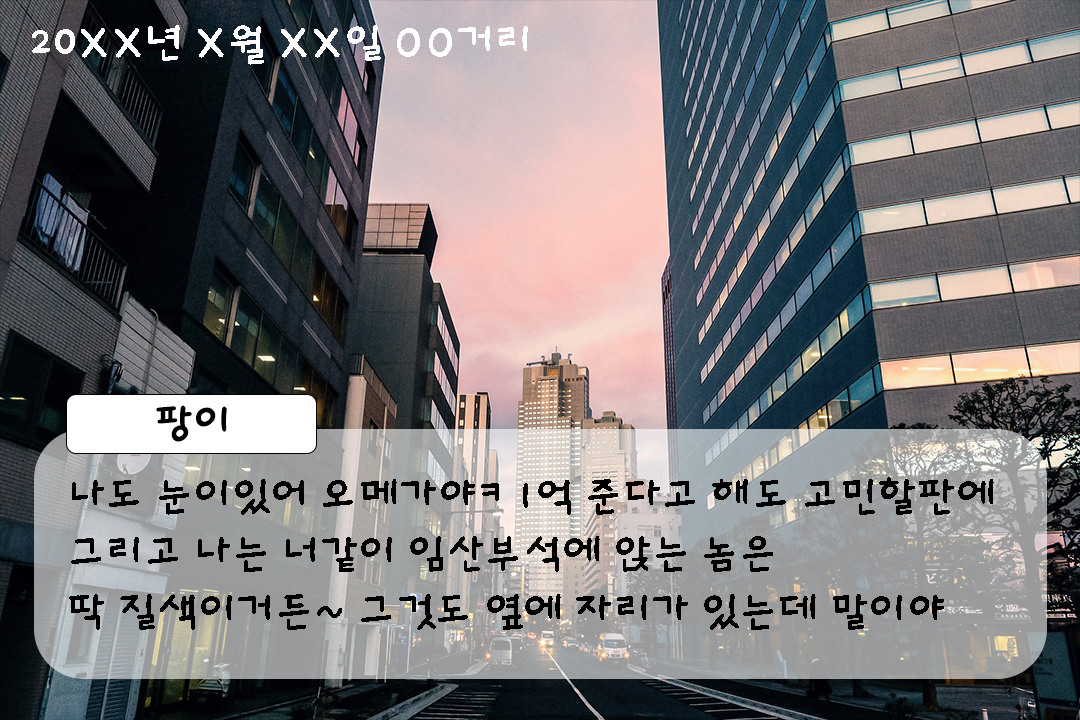 20XX년 X월 XX일 OO거리
팡이
나도 눈이있어 오메가야ㅋ 1억 준다고 해도 고민할판에
그리고 나는 너같이 임산부석에 앉는 놈은
딱 질색이거든~ 그것도 옆에 자리가 있는데 말이야